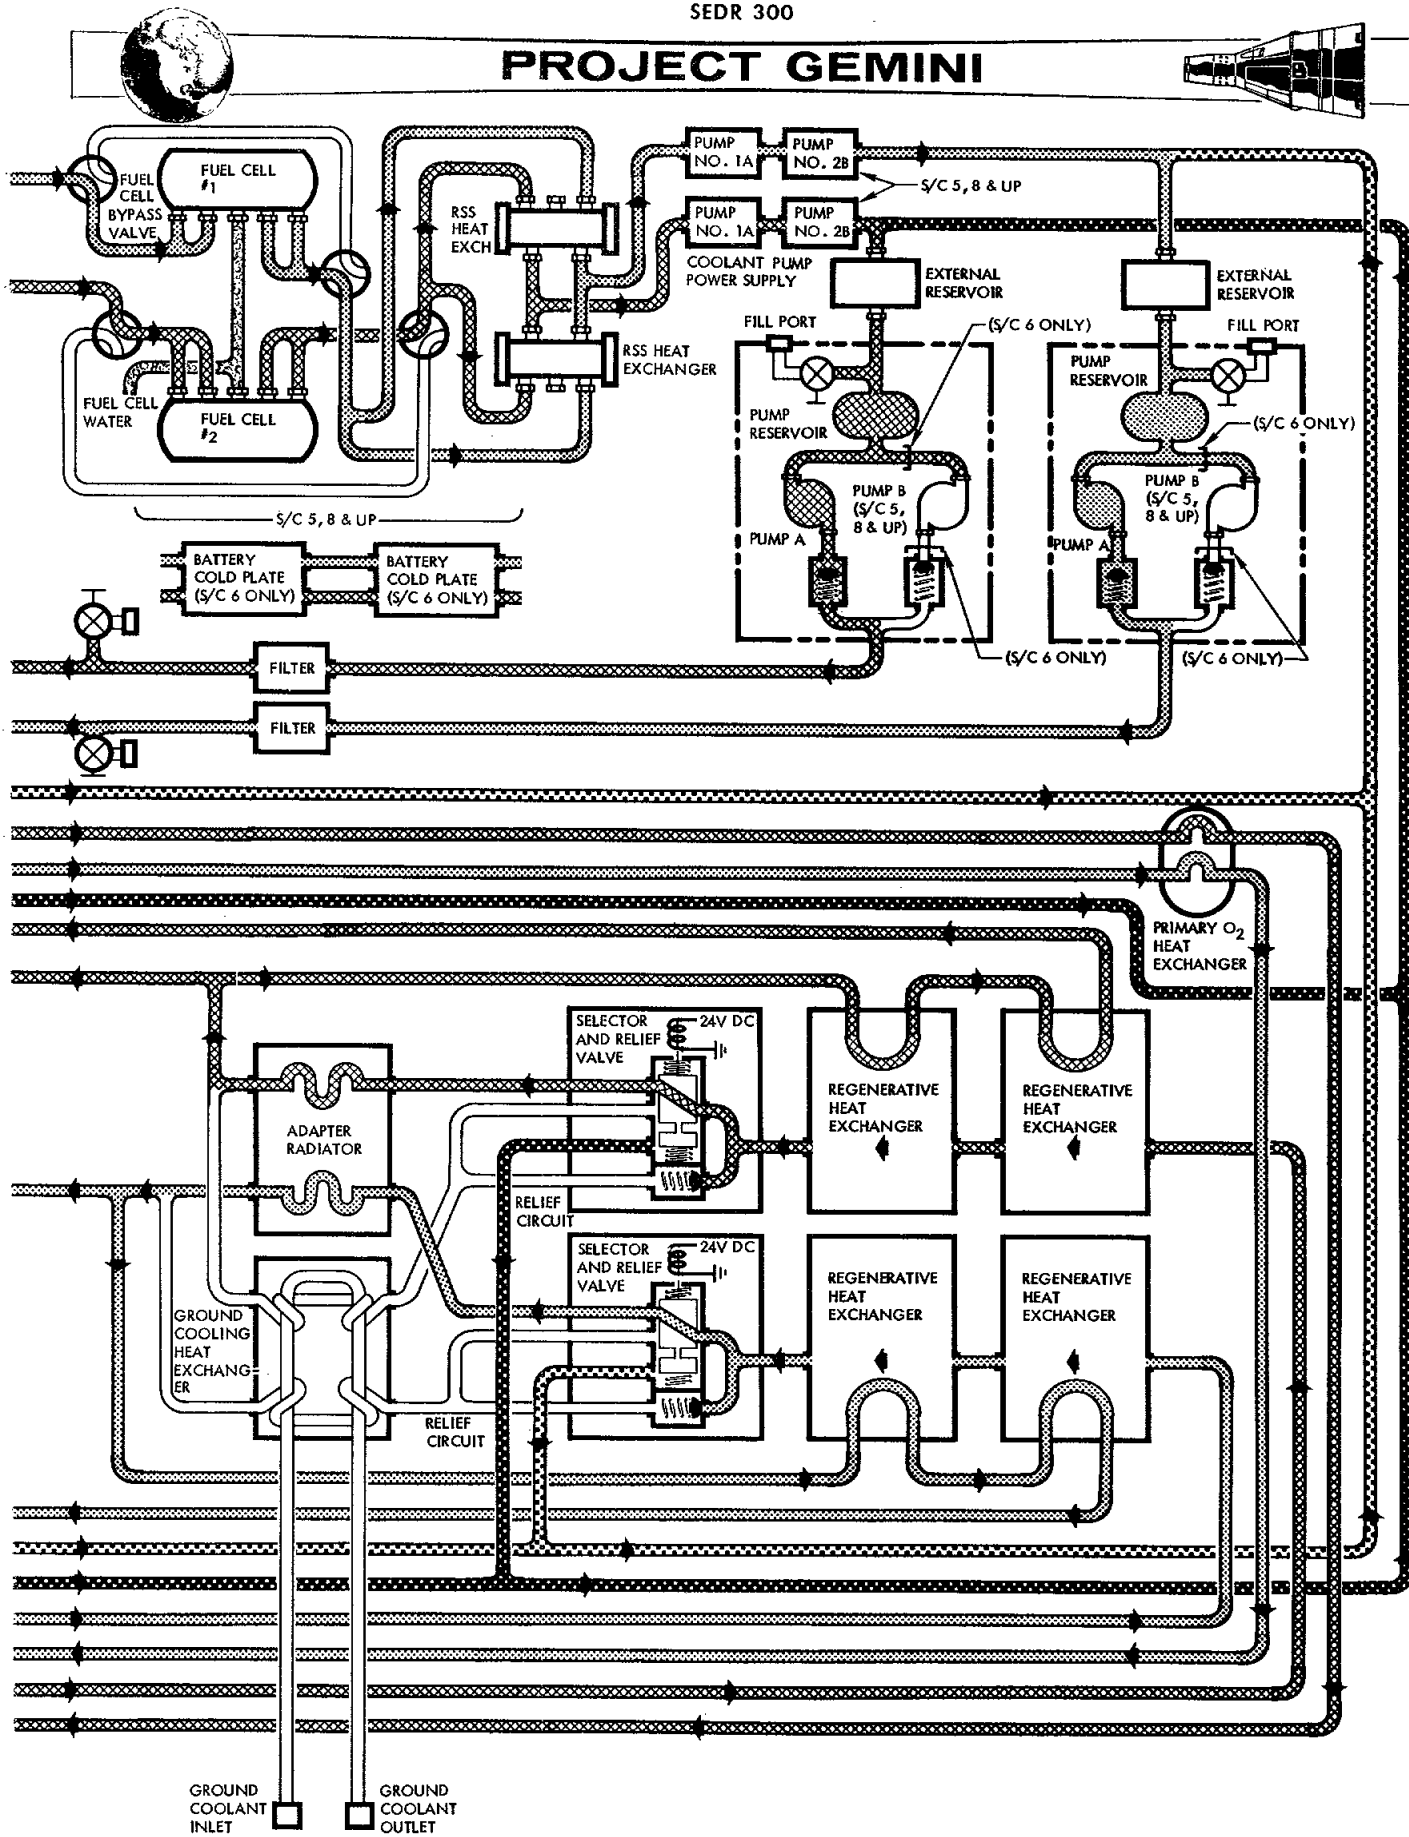 SEDR 300
PROJECT GEMINI
FUEL CELL
#1
FUEL
CELL
BYPASS
VALVE
RSS
HEAT
EXCH
PUMP
NO. 1A
PUMP
NO. 2B
S/C 5, 8 & UP
PUMP
NO. 1A
PUMP
NO. 2B
COOLANT PUMP
POWER SUPPLY
EXTERNAL
RESERVOIR
EXTERNAL
RESERVOIR
FILL PORT
(S/C 6 ONLY)
FILL PORT
RSS HEAT
EXCHANGER
FUEL CELL
WATER
FUEL CELL
#2
PUMP
RESERVOIR
PUMP
RESERVOIR
(S/C 6 ONLY)
PUMP B
(S/C 5,
8 & UP)
PUMP A
PUMP B
(S/C 5,
8 & UP)
PUMP A
S/C 5, 8 & UP
BATTERY
COLD PLATE
(S/C 6 ONLY)
BATTERY
COLD PLATE
(S/C 6 ONLY)
(S/C 6 ONLY)
(S/C 6 ONLY)
FILTER
FILTER
PRIMARY O2
HEAT
EXCHANGER
SELECTOR
AND RELIEF
VALVE
24V DC
REGENERATIVE
HEAT
EXCHANGER
REGENERATIVE
HEAT
EXCHANGER
ADAPTER
RADIATOR
RELIEF
CIRCUIT
SELECTOR
AND RELIEF
VALVE
24V DC
REGENERATIVE
HEAT
EXCHANGER
REGENERATIVE
HEAT
EXCHANGER
GROUND
COOLING
HEAT
EXCHANG-
ER
RELIEF
CIRCUIT
GROUND
COOLANT
INLET
GROUND
COOLANT
OUTLET